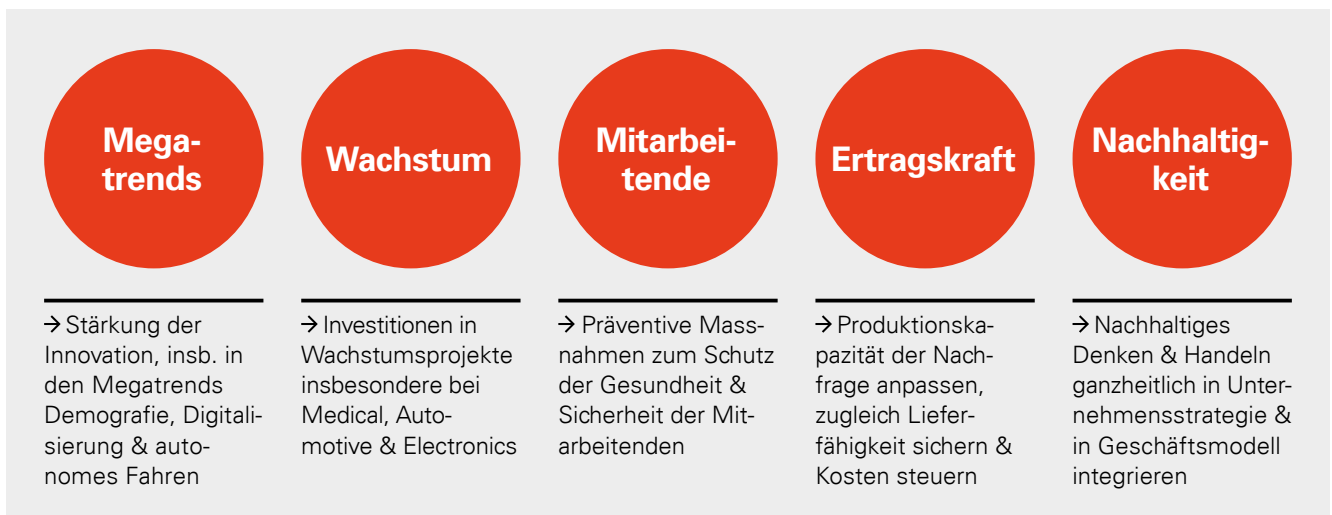 Mega-
trends
Wachstum
Mitarbei-
tende
Ertragskraft
Nachhaltig-
keit
→ Stärkung der
Innovation, insb. in
den Megatrends
Demografie, Digitali-
sierung & auto-
nomes Fahren
→ Investitionen in
Wachstumsprojekte
insbesondere bei
Medical, Auto-
motive & Electronics
→ Präventive Mass-
nahmen zum Schutz
der Gesundheit &
Sicherheit der Mit-
arbeitenden
→ Produktionska-
pazität der Nach-
frage anpassen,
zugleich Liefer-
fähigkeit sichern &
Kosten steuern
→ Nachhaltiges
Denken & Handeln
ganzheitlich in Unter-
nehmensstrategie &
in Geschäftsmodell
integrieren